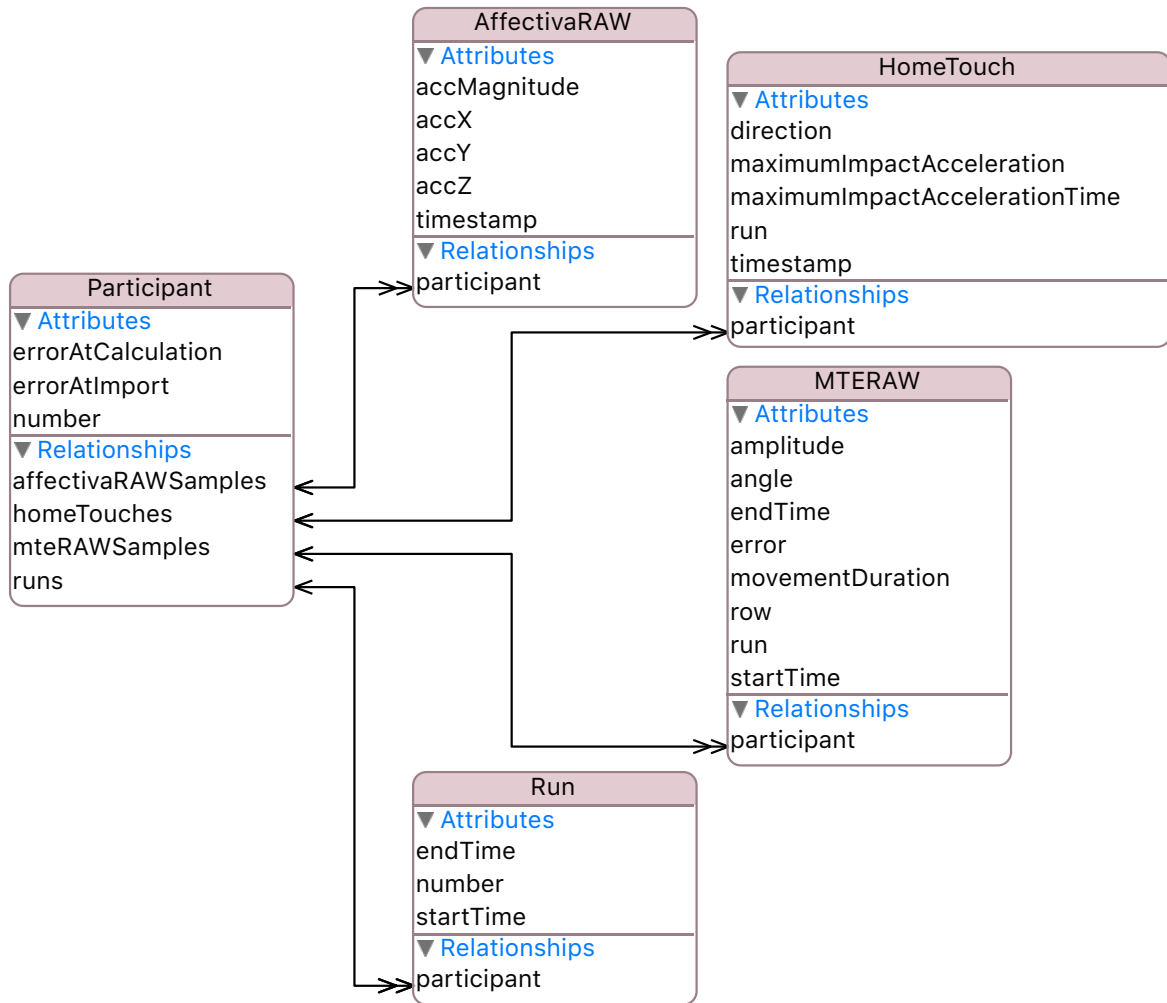 AffectivaRAW
▼ Attributes
accMagnitude
accX
accY
accZ
timestamp
▼ Relationships
participant
HomeTouch
▼ Attributes
direction
maximumImpactAcceleration
maximumImpactAccelerationTime
run
timestamp
▼ Relationships
participant
Participant
▼ Attributes
errorAtCalculation
errorAtImport
number
▼ Relationships
affectivaRAWSamples
homeTouches
mteRAWSamples
runs
MTERAW
▼ Attributes
amplitude
angle
endTime
error
movementDuration
row
run
startTime
▼ Relationships
participant
Run
▼ Attributes
endTime
number
startTime
▼ Relationships
participant